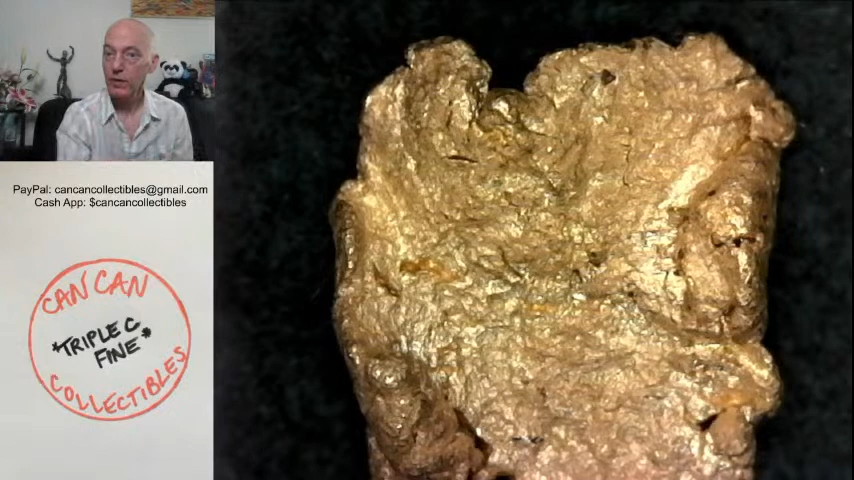 PayPal: cancancollectibles@gmail.com
Cash App: $cancancollectibles
CAN CAN
*TRIPLE C
FINE*
COLLECTIBLES